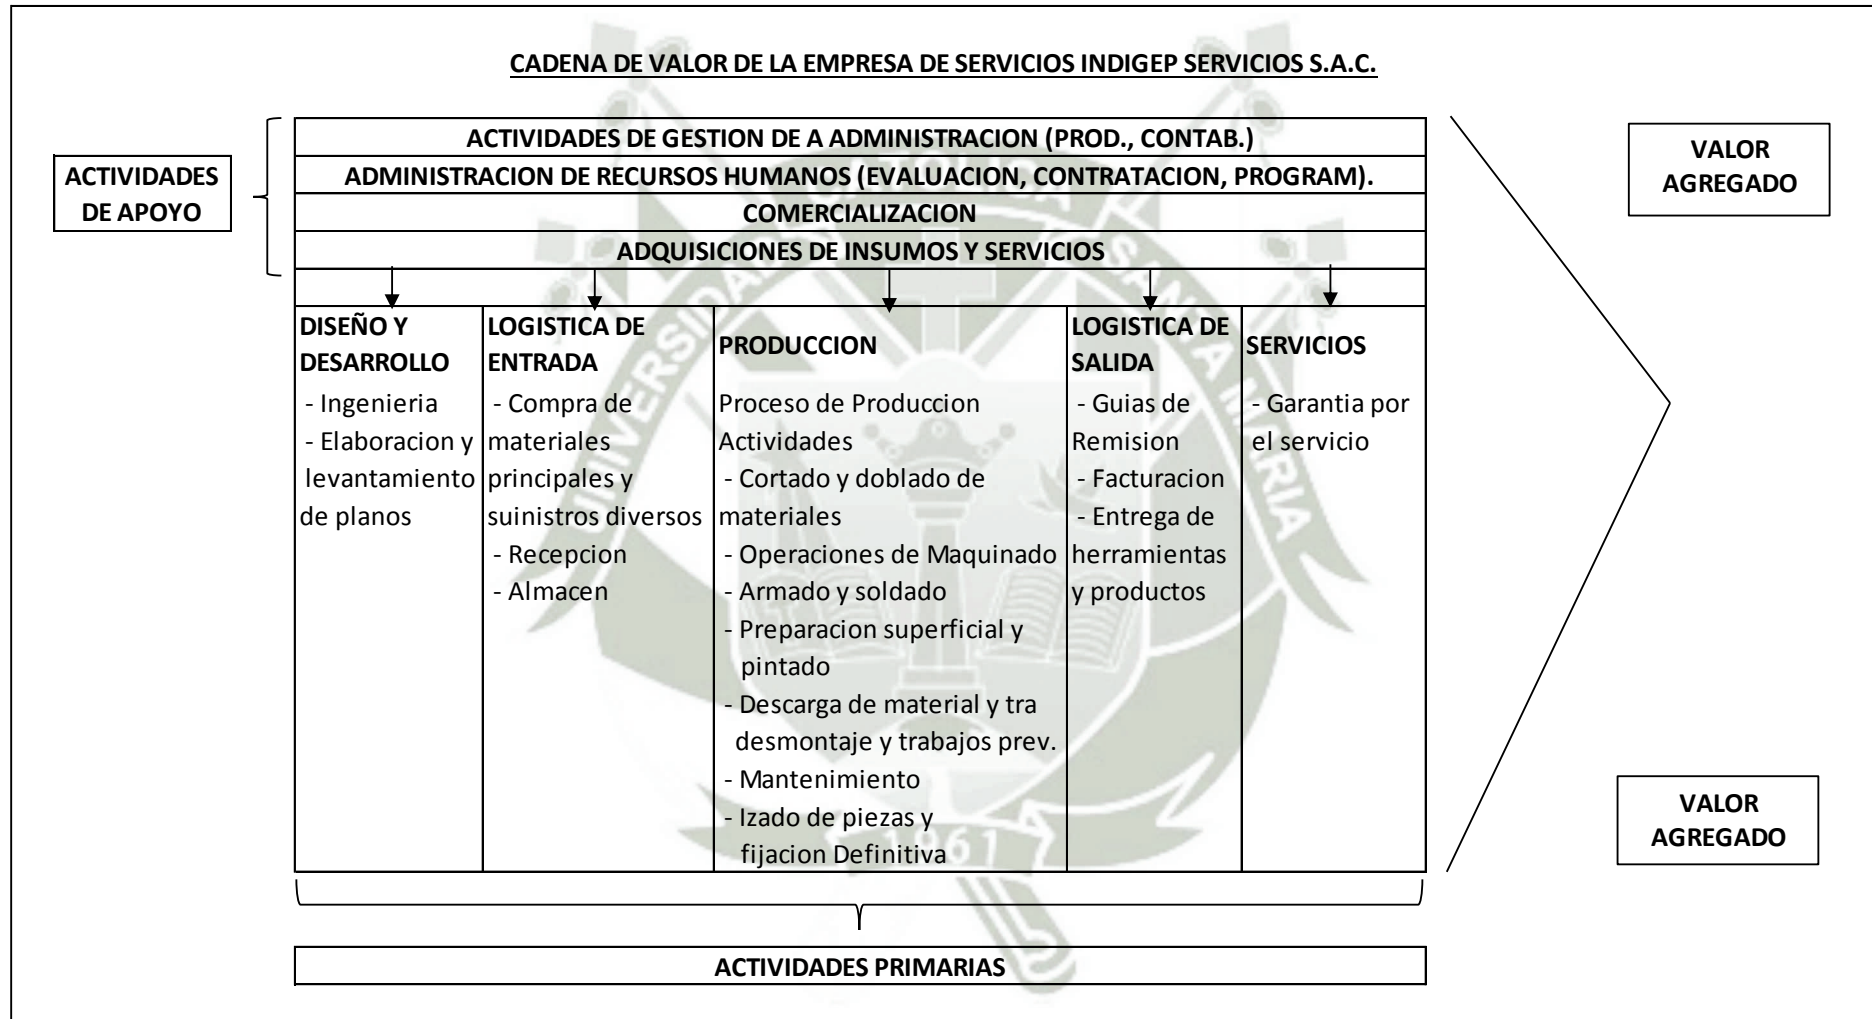 CADENA DE VALOR DE LA EMPRESA DE SERVICIOS INDIGEP SERVICIOS S.A.C.
ACTIVIDADES
DE APOYO
ACTIVIDADES DE GESTION DE A ADMINISTRACION (PROD., CONTAB.)
ADMINISTRACION DE RECURSOS HUMANOS (EVALUACION, CONTRATACION, PROGRAM).
COMERCIALIZACION
ADQUISICIONES DE INSUMOS Y SERVICIOS
VALOR
AGREGADO
DISEÑO Y
DESARROLLO
- Ingenieria
- Elaboracion y
levantamiento
de planos
LOGISTICA DE
ENTRADA
- Compra de
materiales
principales y
suinistros diversos
- Recepcion
- Almacen
PRODUCCION
Proceso de Produccion
Actividades
- Cortado y doblado de
materiales
- Operaciones de Maquinado
- Armado y soldado
- Preparacion superficial y
pintado
- Descarga de material y tra
desmontaje y trabajos prev.
- Mantenimiento
- Izado de piezas y
fijacion Definitiva
LOGISTICA DE
SALIDA
- Guias de
Remision
- Facturacion
- Entrega de
herramientas
y productos
SERVICIOS
- Garantia por
el servicio
VALOR
AGREGADO
ACTIVIDADES PRIMARIAS
UNIVERSIDAD CATOLICA SANTA MARIA
1961